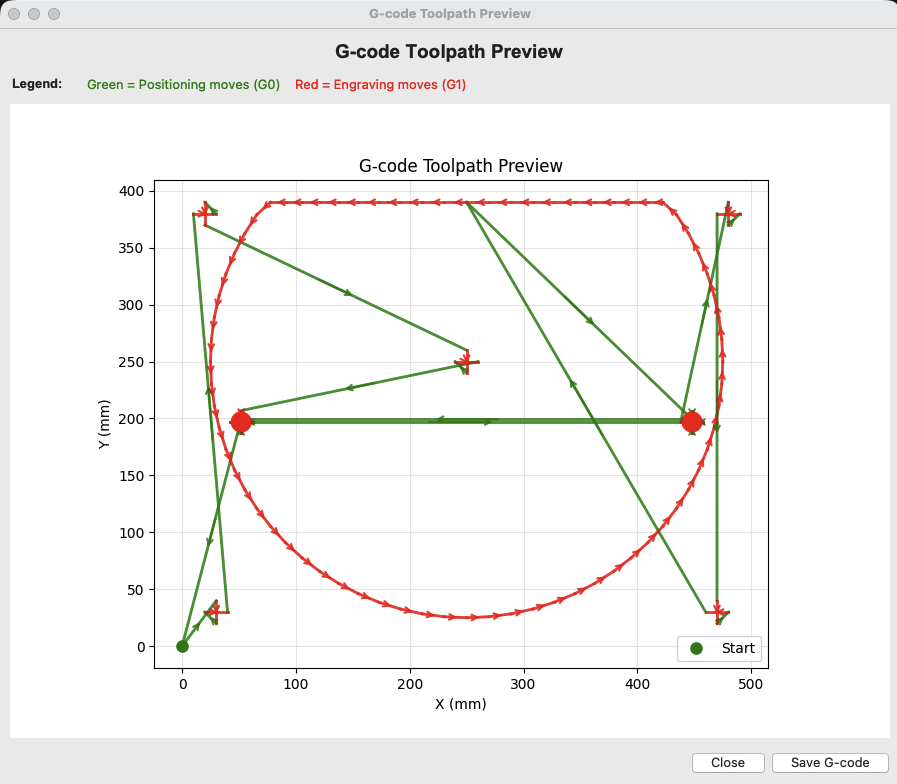 G-code Toolpath Preview
G-code Toolpath Preview
Legend: Green = Positioning moves (G0) Red = Engraving moves (G1)
G-code Toolpath Preview
400
350
300
250
200
150
100
50
0
Y (mm)
Start
0 100 200 300 400 500
X (mm)
Close Save G-code